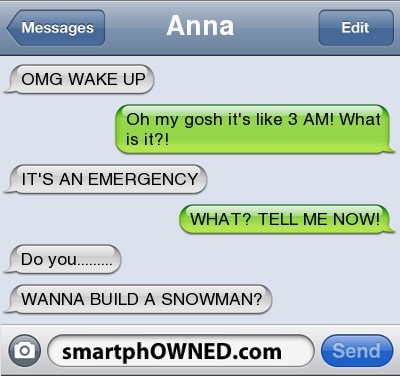 Messages
Anna
Edit
OMG WAKE UP
Oh my gosh it's like 3 AM! What
is it?!
IT'S AN EMERGENCY
WHAT? TELL ME NOW!
Do you.........
WANNA BUILD A SNOWMAN?
smartphOWNED.com
Send